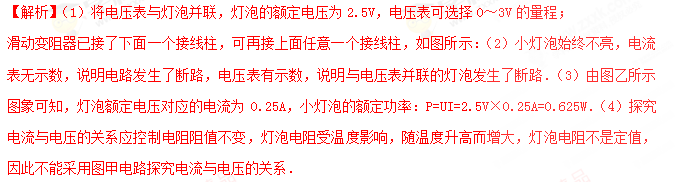 【解析】（1）将电压表与灯泡并联，灯泡的额定电压为 2.5V，电压表可选择 0～3V 的量程；
滑动变阻器已接了下面一个接线柱，可再接上面任意一个接线柱，如图所示：（2）小灯泡始终不亮，电流
表无示数，说明电路发生了断路，电压表有示数，说明与电压表并联的灯泡发生了断路．（3）由图乙所示
图象可知，灯泡额定电压对应的电流为 0.25A，小灯泡的额定功率：P=UI=2.5V×0.25A=0.625W．（4）探究
电流与电压的关系应控制电阻阻值不变，灯泡电阻受温度影响，随温度升高而增大，灯泡电阻不是定值，
因此不能采用图甲电路探究电流与电压的关系．